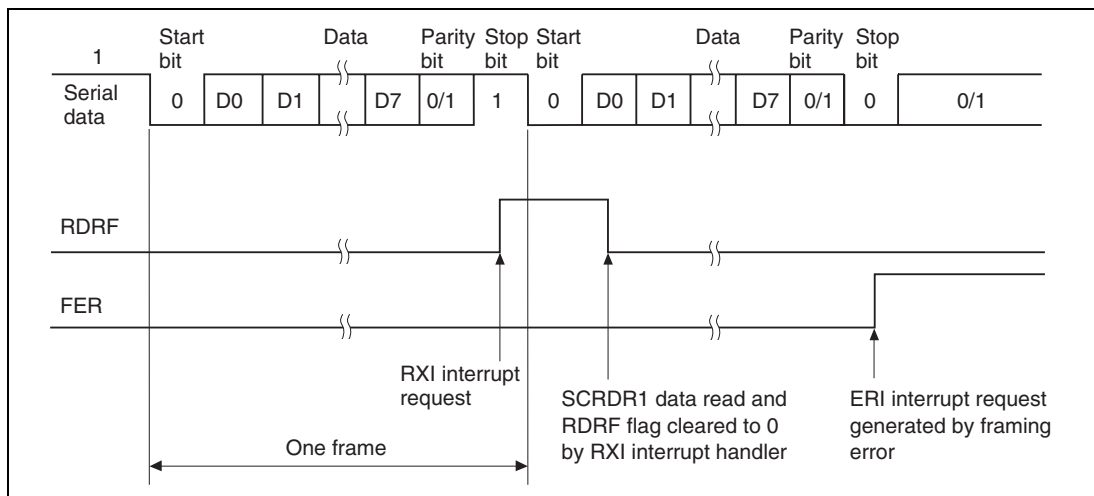 Start bit Data Parity bit Stop bit Start bit Data Parity bit Stop bit
1
Serial data 0 D0 D1 D7 0/1 1 0 D0 D1 D7 0/1 0 0/1
RDRF
FER
RXI interrupt
request
SCRDR1 data read and
RDRF flag cleared to 0
by RXI interrupt handler
ERI interrupt request
generated by framing
error
One frame